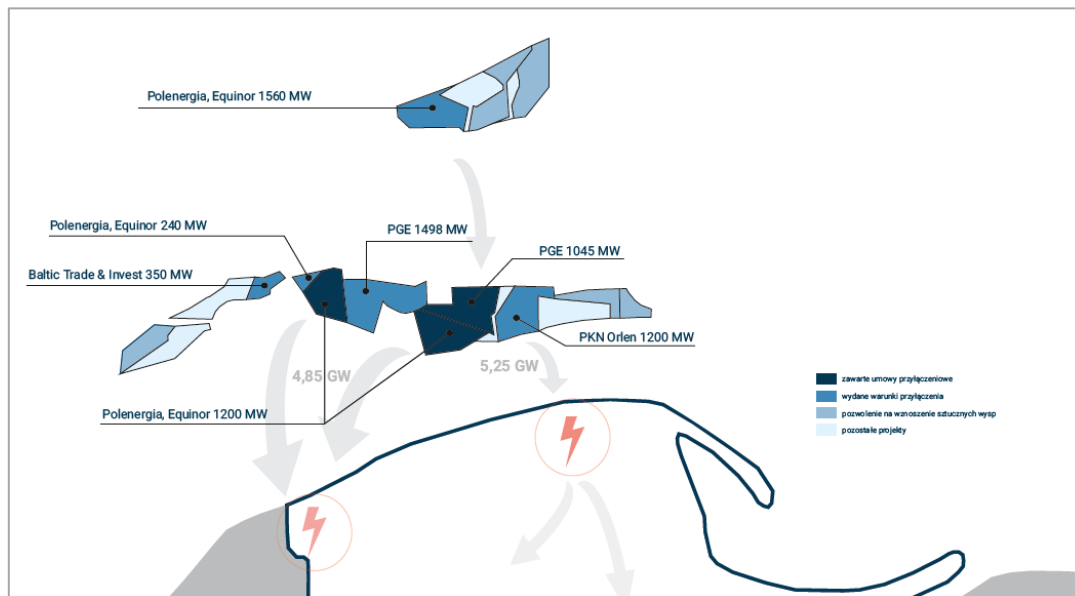 Polenergia, Equinor 1560 MW
Polenergia, Equinor 240 MW
PGE 1498 MW
PGE 1045 MW
Baltic Trade & Invest 350 MW
PKN Orlen 1200 MW
4,85 GW
5,25 GW
Polenergia, Equinor 1200 MW
zawarte umowy przyłączeniowe
wydane warunki przyłączenia
pozwolenie na wznoszenie sztucznych wysp
pozostałe projekty